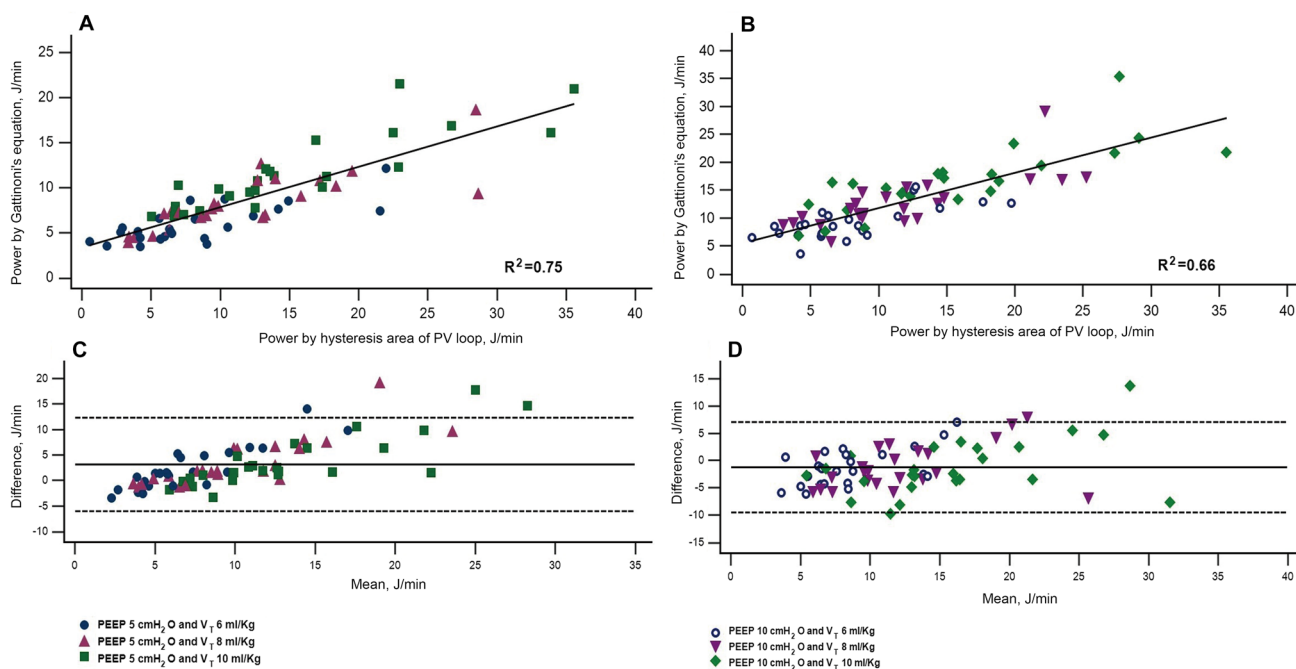 A
25
20
15
10
5
0
Power by Gattinoni's equation, J/min
R²=0.75
0 5 10 15 20 25 30 35 40
Power by hysteresis area of PV loop, J/min
B
40
35
30
25
20
15
10
5
0
Power by Gattinoni's equation, J/min
R²=0.66
0 5 10 15 20 25 30 35 40
Power by hysteresis area of PV loop, J/min
C
20
15
10
5
0
-5
-10
Difference, J/min
0 5 10 15 20 25 30 35
Mean, J/min
D
15
10
5
0
-5
-10
-15
Difference, J/min
0 5 10 15 20 25 30 35 40
Mean, J/min
PEEP 5 cmH₂O and V_T 6 ml/Kg
PEEP 5 cmH₂O and V_T 8 ml/Kg
PEEP 5 cmH₂O and V_T 10 ml/Kg
PEEP 10 cmH₂O and V_T 6 ml/Kg
PEEP 10 cmH₂O and V_T 8 ml/Kg
PEEP 10 cmH₂O and V_T 10 ml/Kg